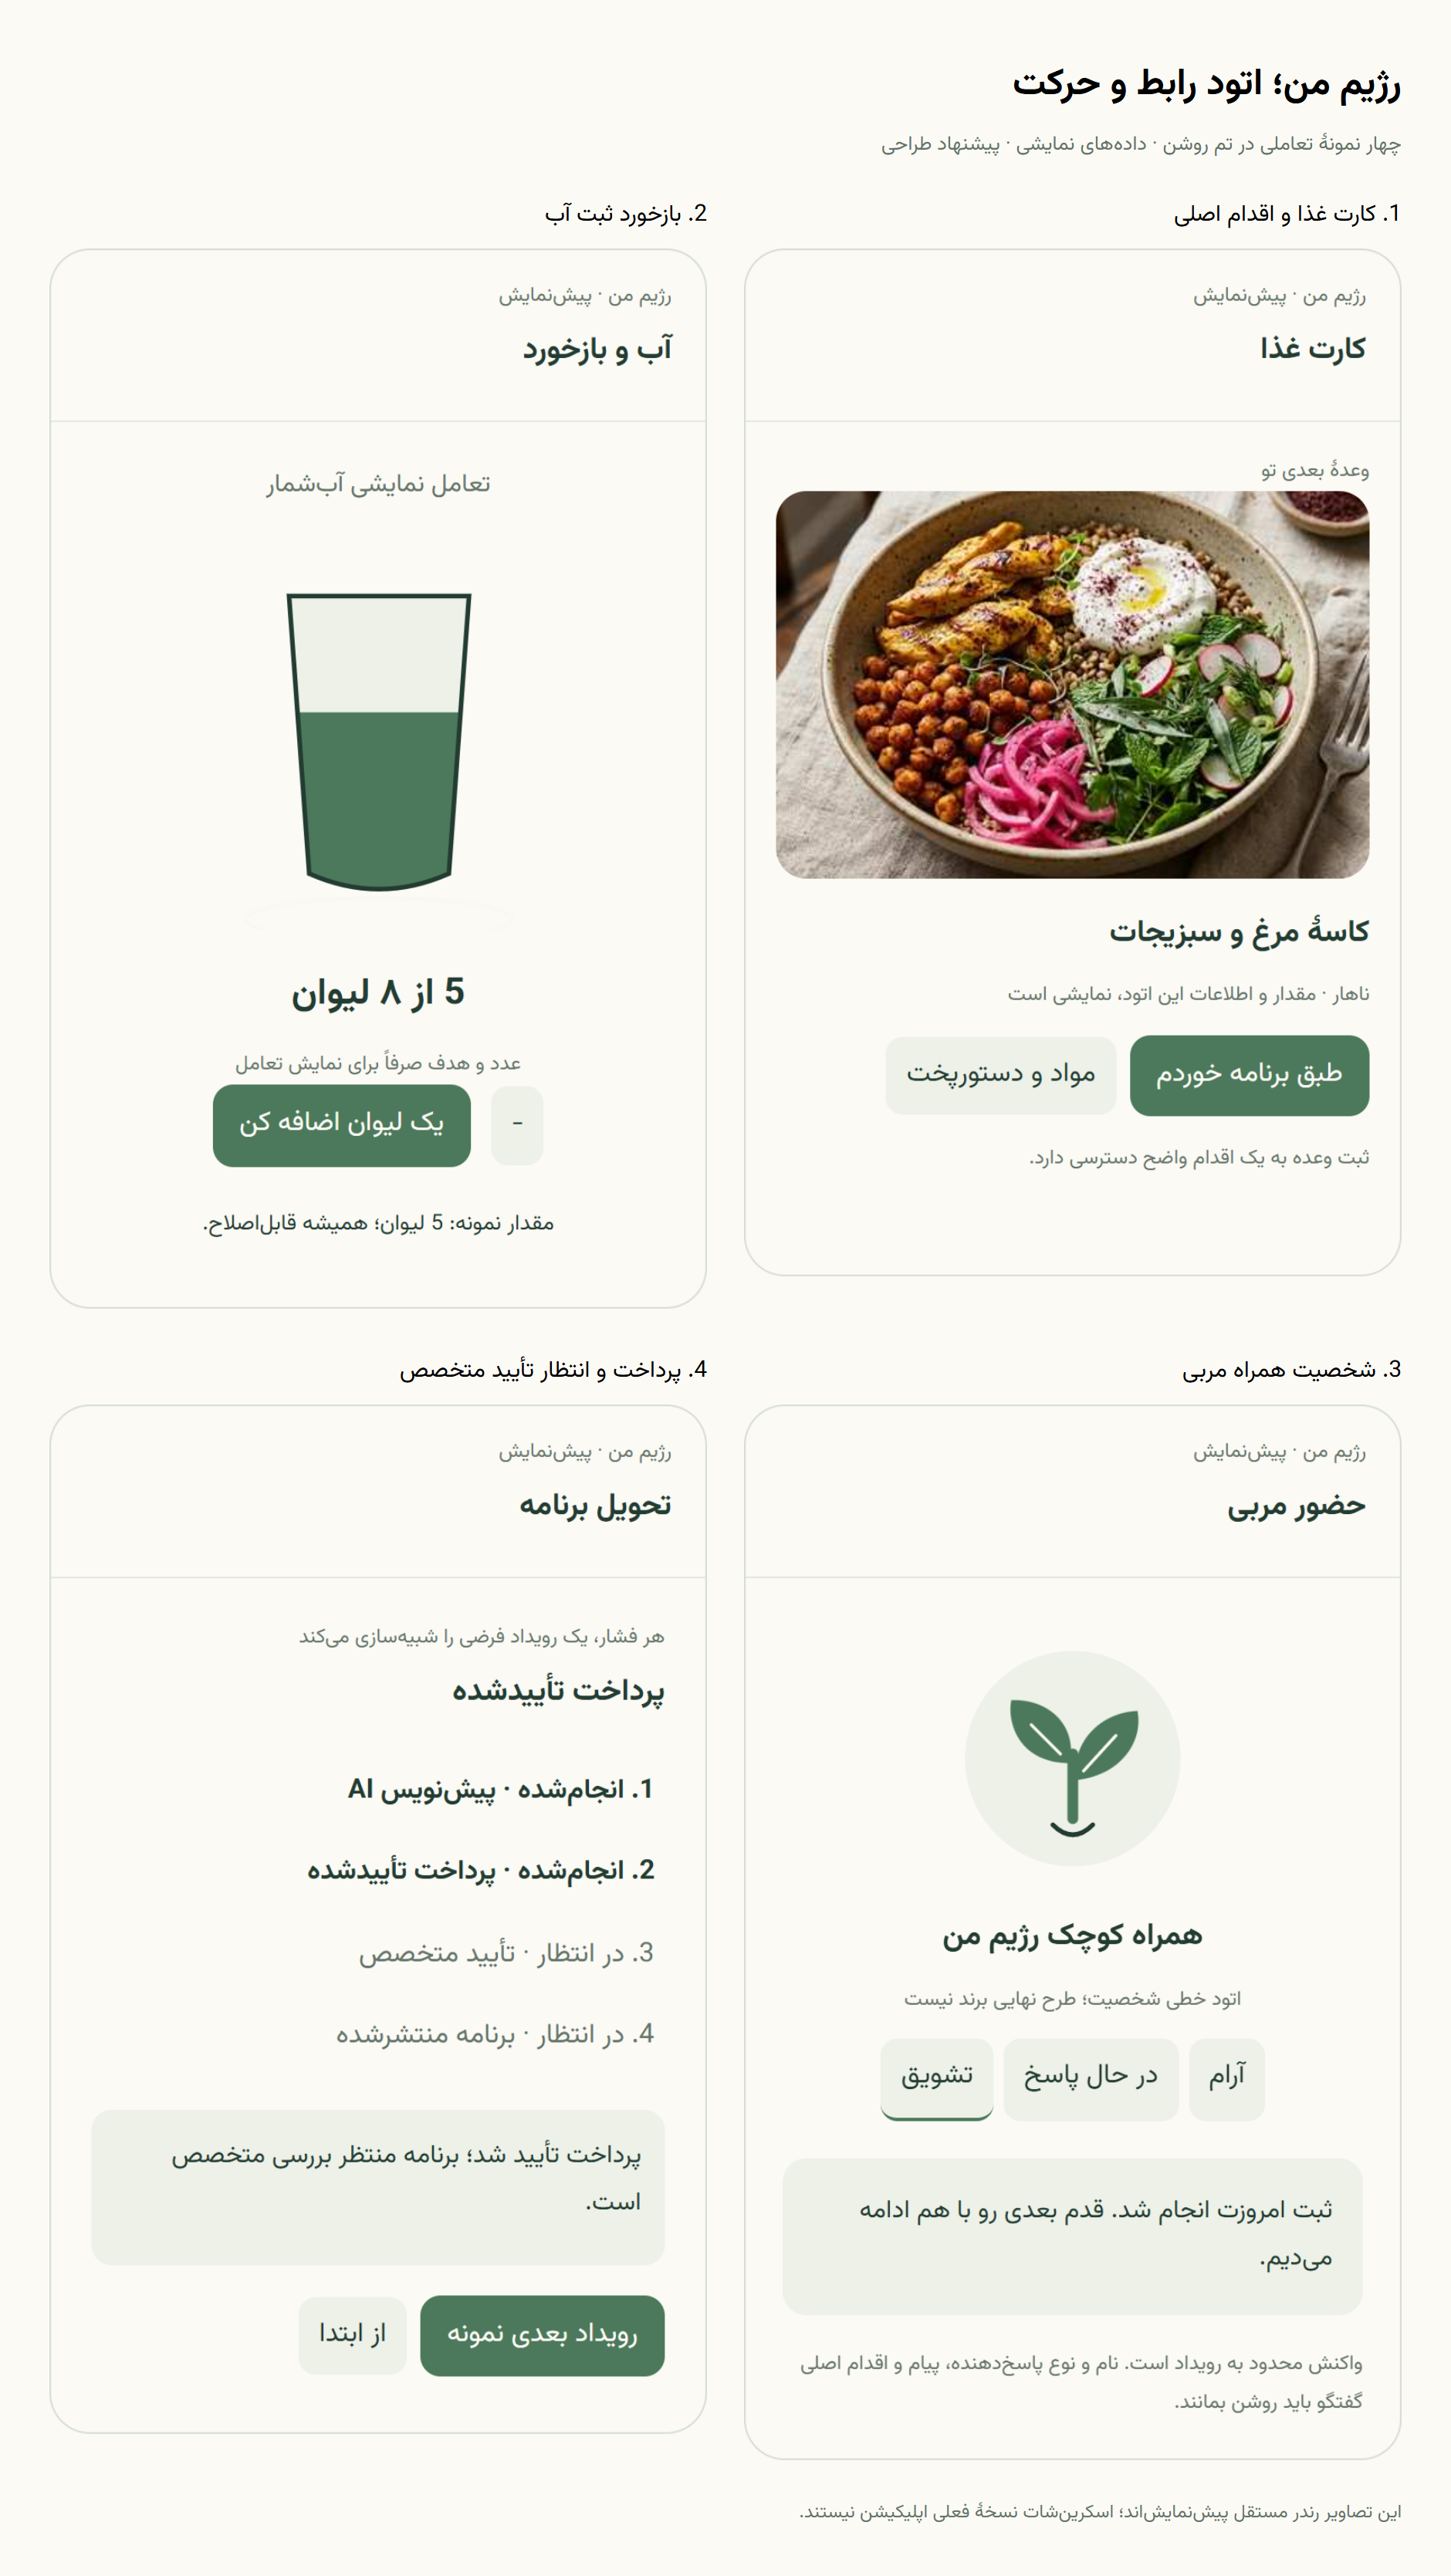 رژیم من؛ اتود رابط و حرکت
چهار نمونهٔ تعاملی در تم روشن · داده‌های نمایشی · پیشنهاد طراحی
1. کارت غذا و اقدام اصلی
رژیم من · پیش‌نمایش
کارت غذا
وعدهٔ بعدی تو
کاسهٔ مرغ و سبزیجات
ناهار · مقدار و اطلاعات این اتود، نمایشی است
طبق برنامه خوردم
مواد و دستورپخت
ثبت وعده به یک اقدام واضح دسترسی دارد.
2. بازخورد ثبت آب
رژیم من · پیش‌نمایش
آب و بازخورد
تعامل نمایشی آب‌شمار
5 از ۸ لیوان
عدد و هدف صرفاً برای نمایش تعامل
-
یک لیوان اضافه کن
مقدار نمونه: 5 لیوان؛ همیشه قابل‌اصلاح.
3. شخصیت همراه مربی
رژیم من · پیش‌نمایش
حضور مربی
همراه کوچک رژیم من
اتود خطی شخصیت؛ طرح نهایی برند نیست
آرام
در حال پاسخ
تشویق
ثبت امروزت انجام شد. قدم بعدی رو با هم ادامه
می‌دیم.
واکنش محدود به رویداد است. نام و نوع پاسخ‌دهنده، پیام و اقدام اصلی
گفتگو باید روشن بمانند.
4. پرداخت و انتظار تأیید متخصص
رژیم من · پیش‌نمایش
تحویل برنامه
هر فشار، یک رویداد فرضی را شبیه‌سازی می‌کند
پرداخت تأییدشده
1. انجام‌شده · پیش‌نویس AI
2. انجام‌شده · پرداخت تأییدشده
3. در انتظار · تأیید متخصص
4. در انتظار · برنامه منتشرشده
پرداخت تأیید شد؛ برنامه منتظر بررسی متخصص
است.
رویداد بعدی نمونه
از ابتدا
این تصاویر رندر مستقل پیش‌نمایش‌اند؛ اسکرین‌شات نسخهٔ فعلی اپلیکیشن نیستند.